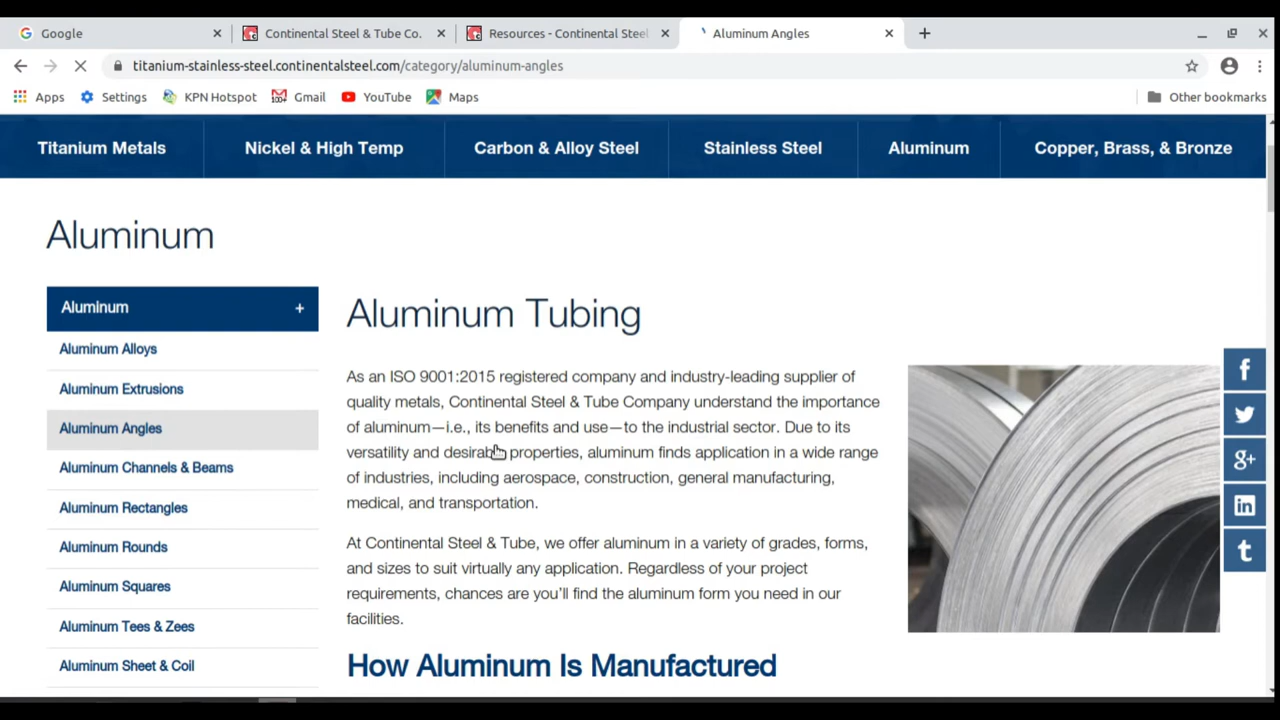 Google
Continental Steel & Tube Co.
Resources - Continental Steel
Aluminum Angles
titanium-stainless-steel.continentalsteel.com/category/aluminum-angles
Apps
Settings
KPN Hotspot
100+
Gmail
YouTube
Maps
Other bookmarks
Titanium Metals
Nickel & High Temp
Carbon & Alloy Steel
Stainless Steel
Aluminum
Copper, Brass, & Bronze
Aluminum
Aluminum +
Aluminum Alloys
Aluminum Extrusions
Aluminum Angles
Aluminum Channels & Beams
Aluminum Rectangles
Aluminum Rounds
Aluminum Squares
Aluminum Tees & Zees
Aluminum Sheet & Coil
Aluminum Tubing
As an ISO 9001:2015 registered company and industry-leading supplier of
quality metals, Continental Steel & Tube Company understand the importance
of aluminum—i.e., its benefits and use—to the industrial sector. Due to its
versatility and desirable properties, aluminum finds application in a wide range
of industries, including aerospace, construction, general manufacturing,
medical, and transportation.
At Continental Steel & Tube, we offer aluminum in a variety of grades, forms,
and sizes to suit virtually any application. Regardless of your project
requirements, chances are you'll find the aluminum form you need in our
facilities.
How Aluminum Is Manufactured
f
g+
in
t